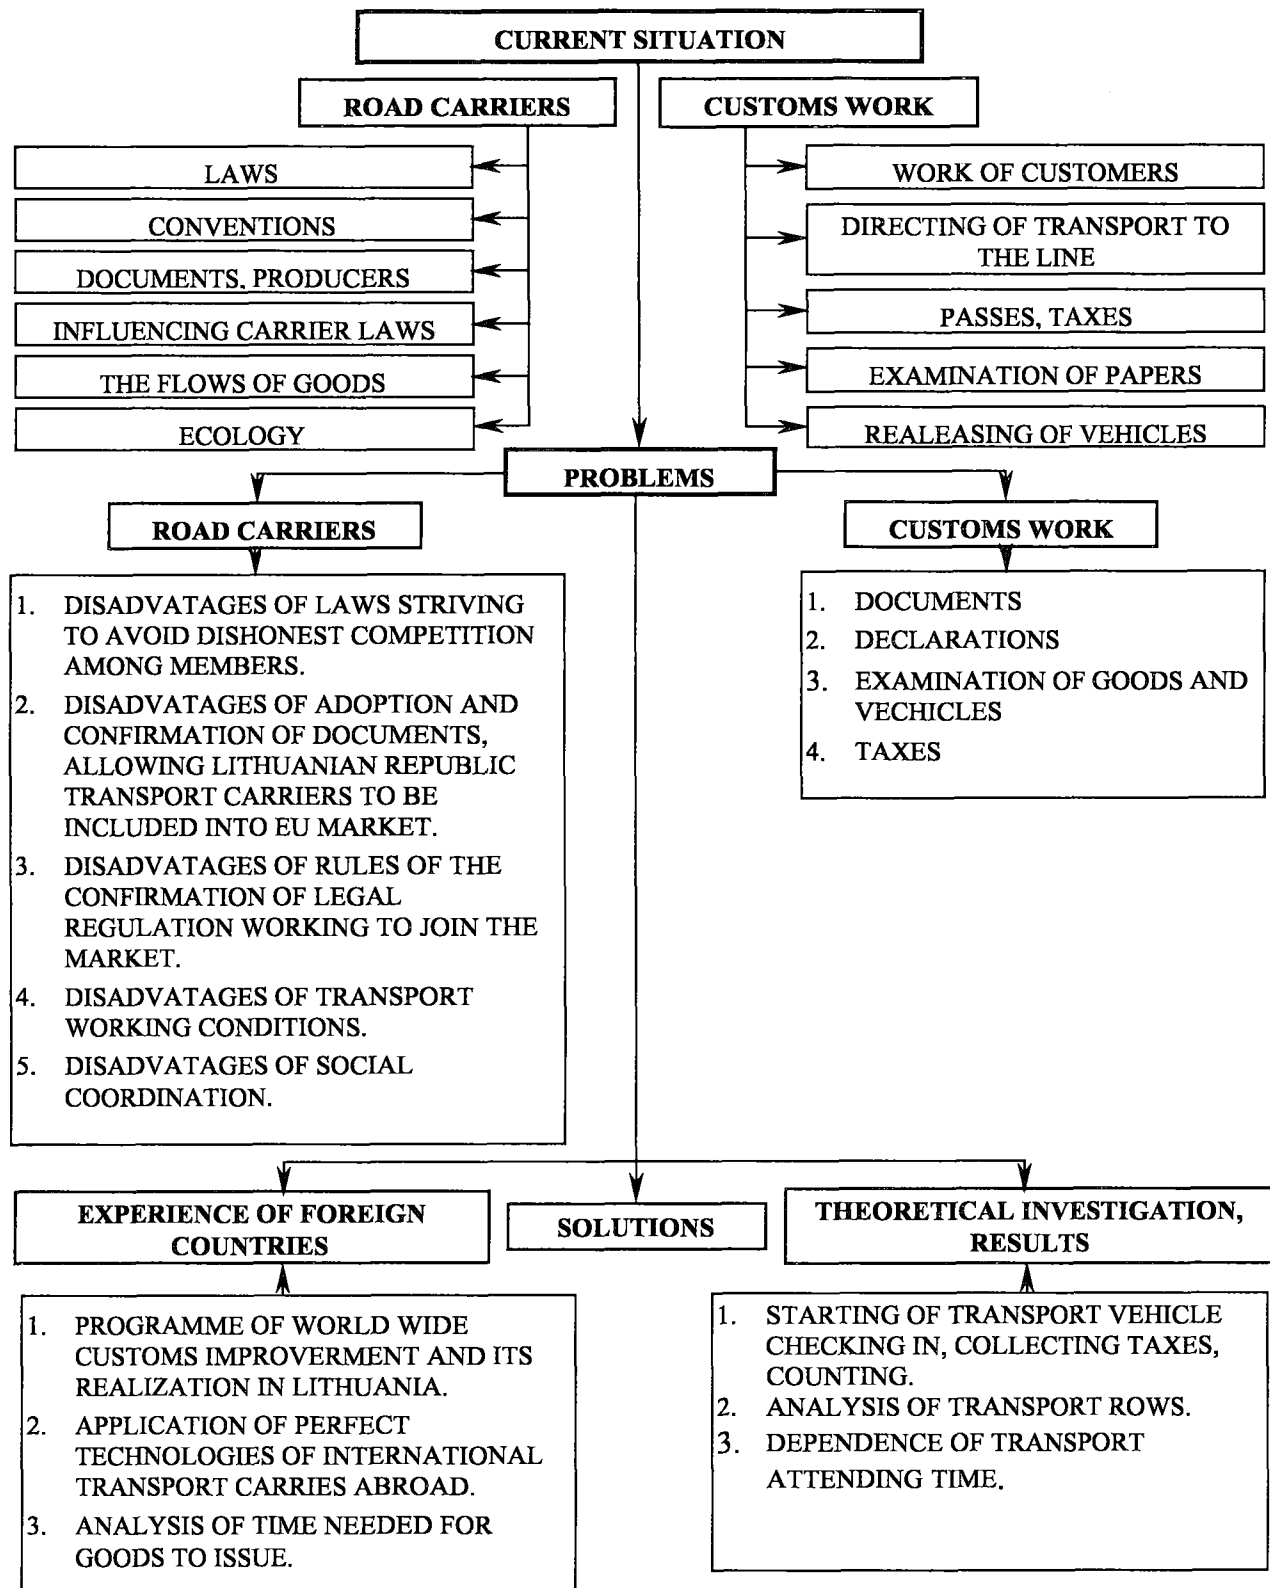 CURRENT SITUATION
ROAD CARRIERS
LAWS
CONVENTIONS
DOCUMENTS, PRODUCERS
INFLUENCING CARRIER LAWS
THE FLOWS OF GOODS
ECOLOGY
CUSTOMS WORK
WORK OF CUSTOMERS
DIRECTING OF TRANSPORT TO
THE LINE
PASSES, TAXES
EXAMINATION OF PAPERS
REALEASING OF VEHICLES
PROBLEMS
ROAD CARRIERS
1. DISADVATAGES OF LAWS STRIVING
TO AVOID DISHONEST COMPETITION
AMONG MEMBERS.
2. DISADVATAGES OF ADOPTION AND
CONFIRMATION OF DOCUMENTS,
ALLOWING LITHUANIAN REPUBLIC
TRANSPORT CARRIERS TO BE
INCLUDED INTO EU MARKET.
3. DISADVATAGES OF RULES OF THE
CONFIRMATION OF LEGAL
REGULATION WORKING TO JOIN THE
MARKET.
4. DISADVATAGES OF TRANSPORT
WORKING CONDITIONS.
5. DISADVATAGES OF SOCIAL
COORDINATION.
CUSTOMS WORK
1. DOCUMENTS
2. DECLARATIONS
3. EXAMINATION OF GOODS AND
VECHICLES
4. TAXES
EXPERIENCE OF FOREIGN
COUNTRIES
1. PROGRAMME OF WORLD WIDE
CUSTOMS IMPROVERMENT AND ITS
REALIZATION IN LITHUANIA.
2. APPLICATION OF PERFECT
TECHNOLOGIES OF INTERNATIONAL
TRANSPORT CARRIES ABROAD.
3. ANALYSIS OF TIME NEEDED FOR
GOODS TO ISSUE.
SOLUTIONS
THEORETICAL INVESTIGATION,
RESULTS
1. STARTING OF TRANSPORT VEHICLE
CHECKING IN, COLLECTING TAXES,
COUNTING.
2. ANALYSIS OF TRANSPORT ROWS.
3. DEPENDENCE OF TRANSPORT
ATTENDING TIME.